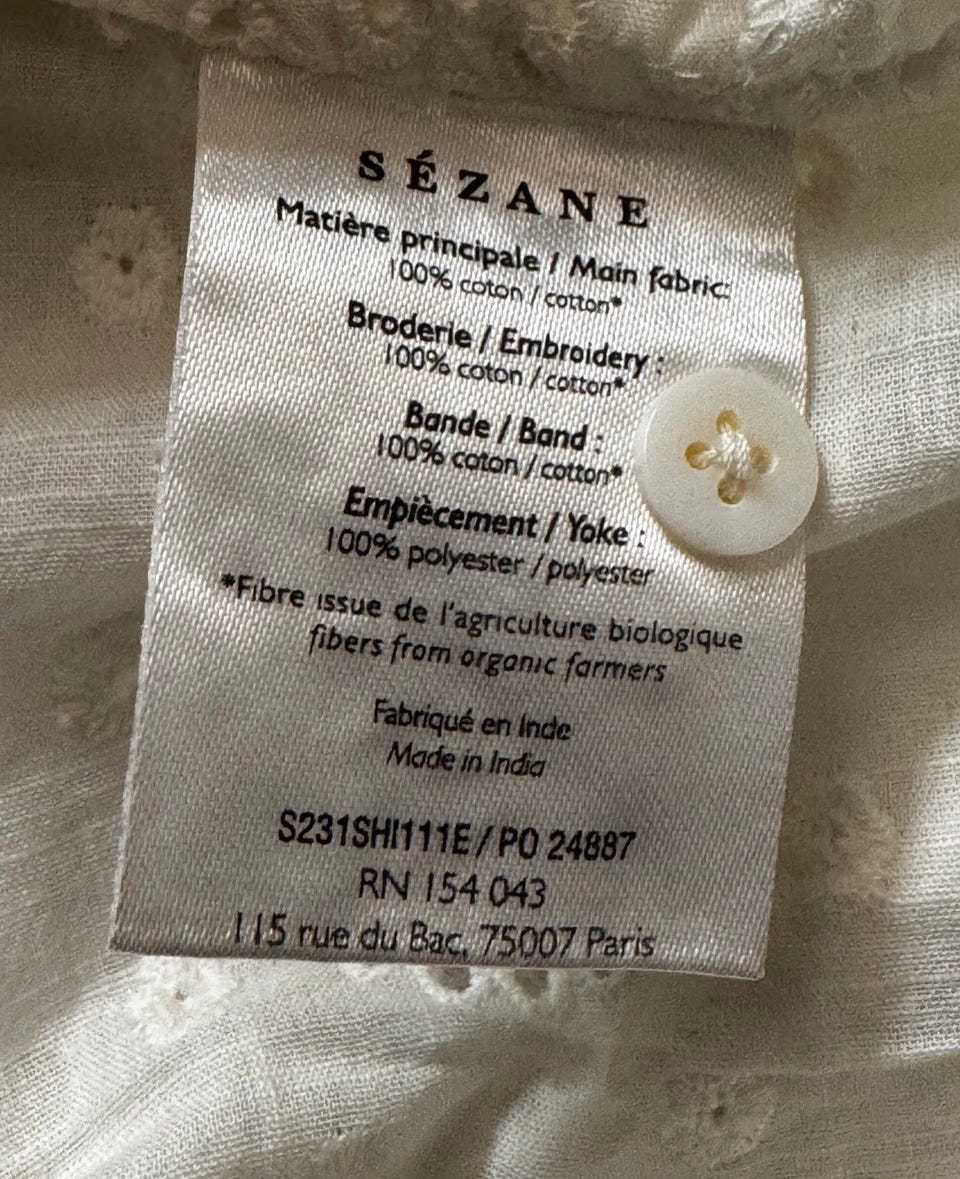 SÉZANE
Matière principale / Main fabric:
100% coton / cotton*
Broderie / Embroidery :
100% coton / cotton*
Bande / Band :
100% coton / cotton*
Empiècement / Yoke :
100% polyester / polyester
*Fibre issue de l'agriculture biologique
fibers from organic farmers
Fabriqué en Inde
Made in India
S231SHI111E / PO 24887
RN 154 043
115 rue du Bac, 75007 Paris